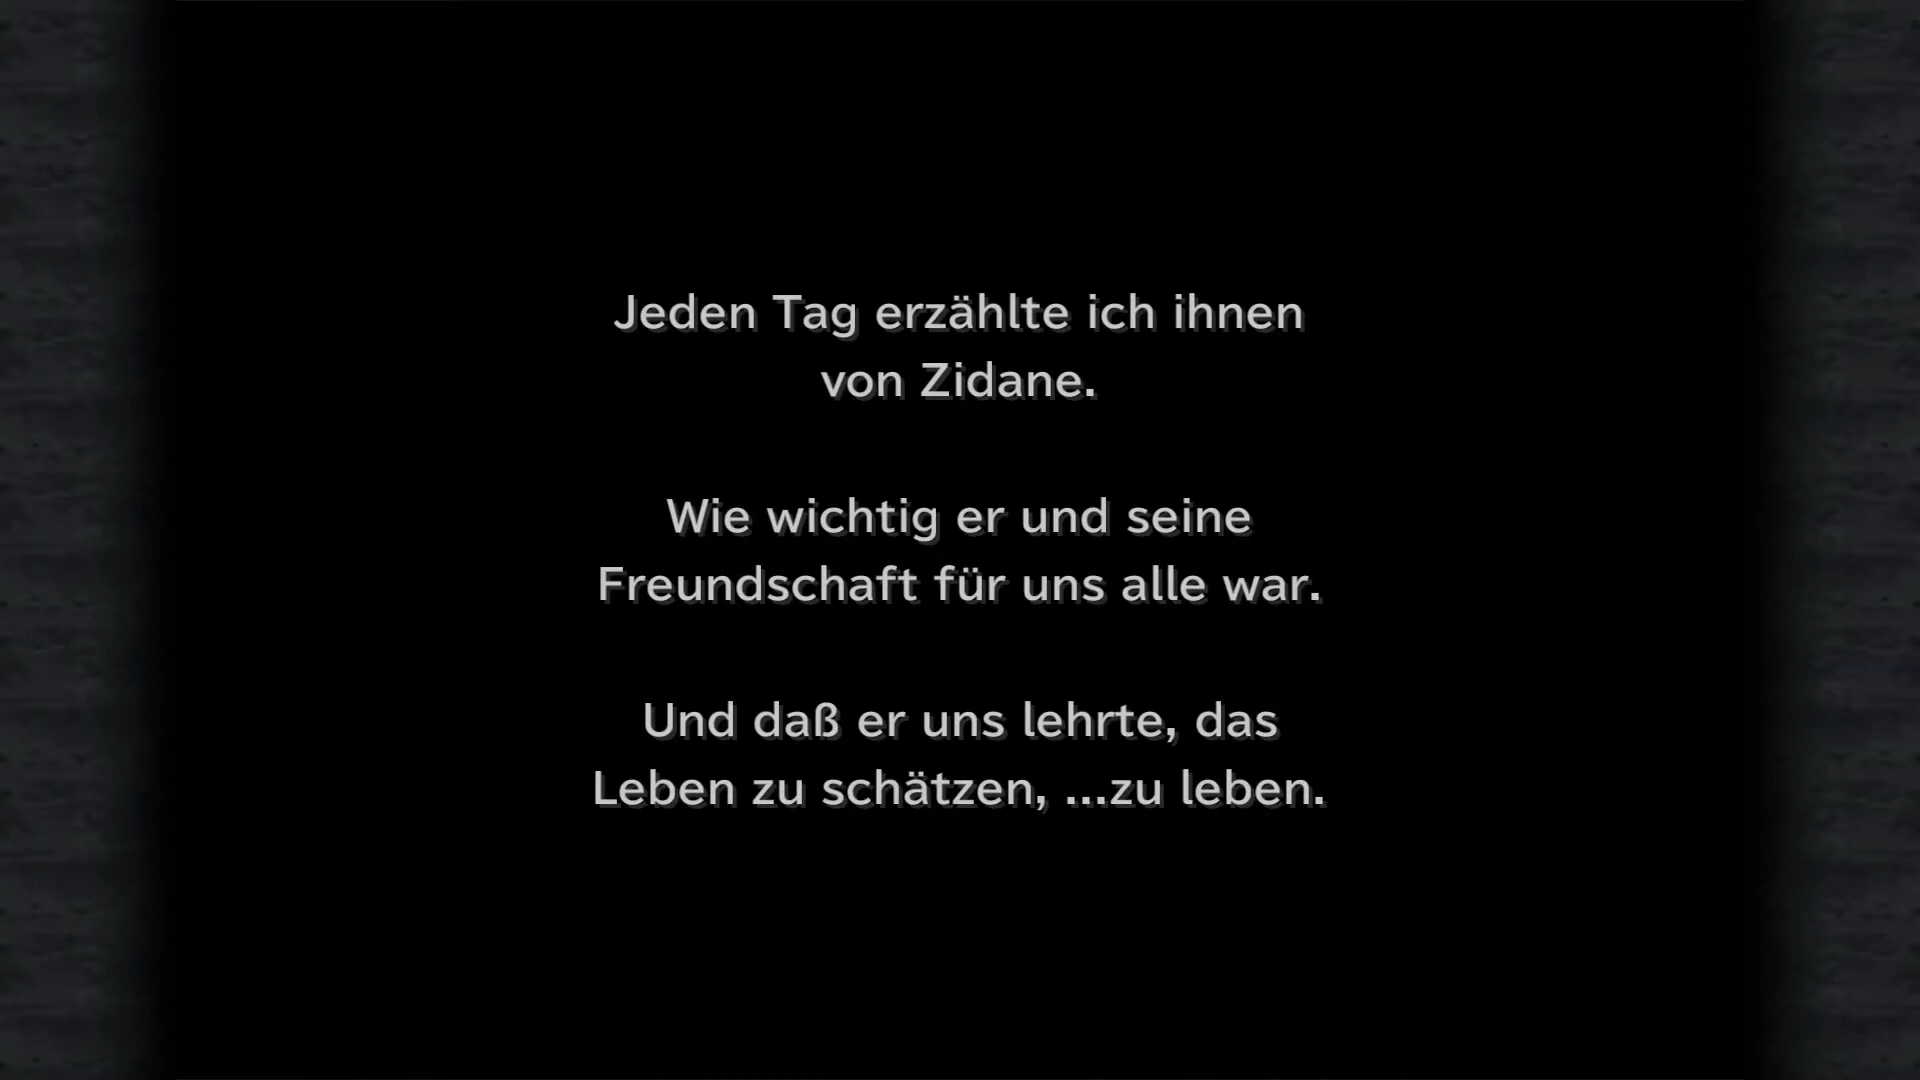 Jeden Tag erzählte ich ihnen
von Zidane.
Wie wichtig er und seine
Freundschaft für uns alle war.
Und daß er uns lehrte, das
Leben zu schätzen, ...zu leben.